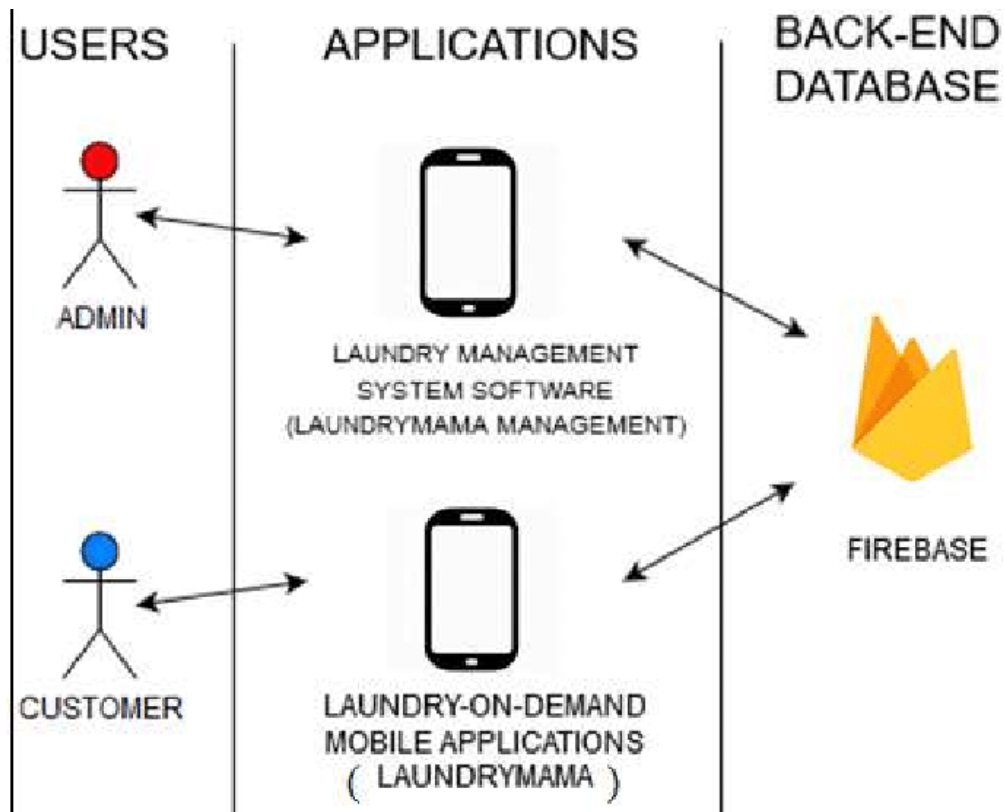 USERS
APPLICATIONS
BACK-END
DATABASE
ADMIN
LAUNDRY MANAGEMENT
SYSTEM SOFTWARE
(LAUNDRYMAMA MANAGEMENT)
FIREBASE
CUSTOMER
LAUNDRY-ON-DEMAND
MOBILE APPLICATIONS
( LAUNDRYMAMA )